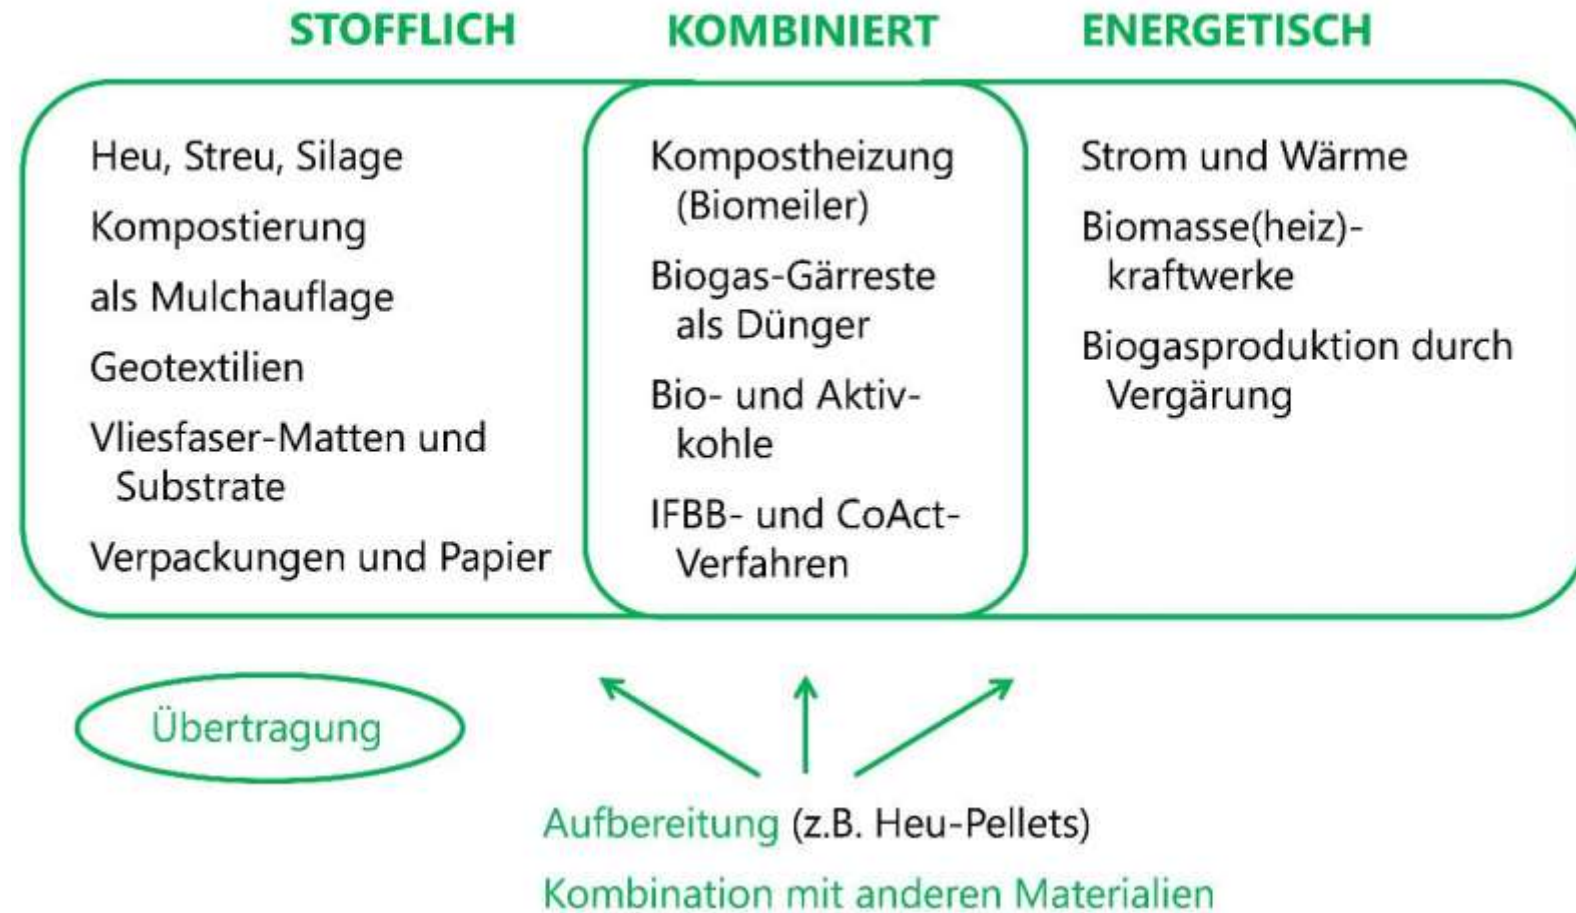 STOFFLICH
KOMBINIERT
ENERGETISCH
Heu, Streu, Silage
Kompostierung
als Mulchauflage
Geotextilien
Vliesfaser-Matten und
Substrate
Verpackungen und Papier
Kompostheizung
(Biomeiler)
Biogas-Gärreste
als Dünger
Bio- und Aktiv-
kohle
IFBB- und CoAct-
Verfahren
Strom und Wärme
Biomasse(heiz)-
kraftwerke
Biogasproduktion durch
Vergärung
Übertragung
Aufbereitung (z.B. Heu-Pellets)
Kombination mit anderen Materialien